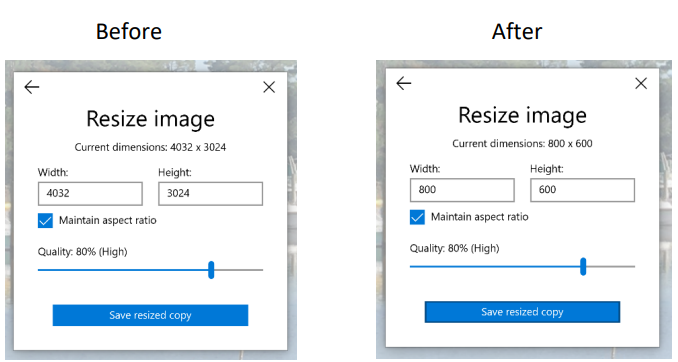 Before
Resize image
Current dimensions: 4032 x 3024
Width:
Height:
4032
3024
Maintain aspect ratio
Quality: 80% (High)
Save resized copy
After
Resize image
Current dimensions: 800 x 600
Width:
Height:
800
600
Maintain aspect ratio
Quality: 80% (High)
Save resized copy